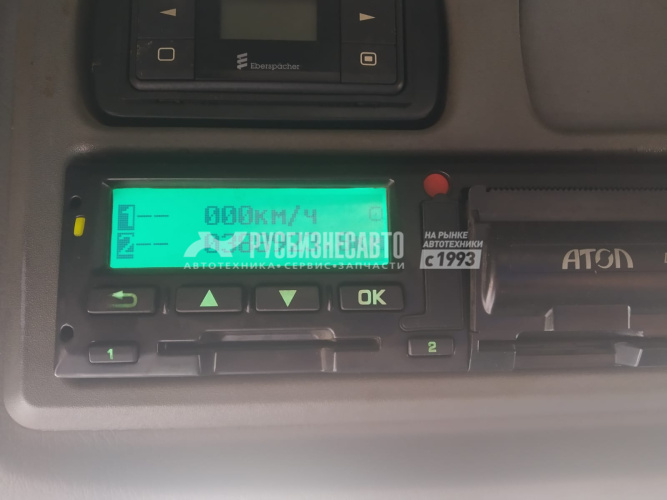 Eberspächer
1-- 000км/ч
2--
РУСБИЗНЕСАВТО
АВТОТЕХНИКА • СЕРВИС • ЗАПЧАСТИ
НА РЫНКЕ
АВТОТЕХНИКИ
с 1993
АТОЛ
OK
1
2